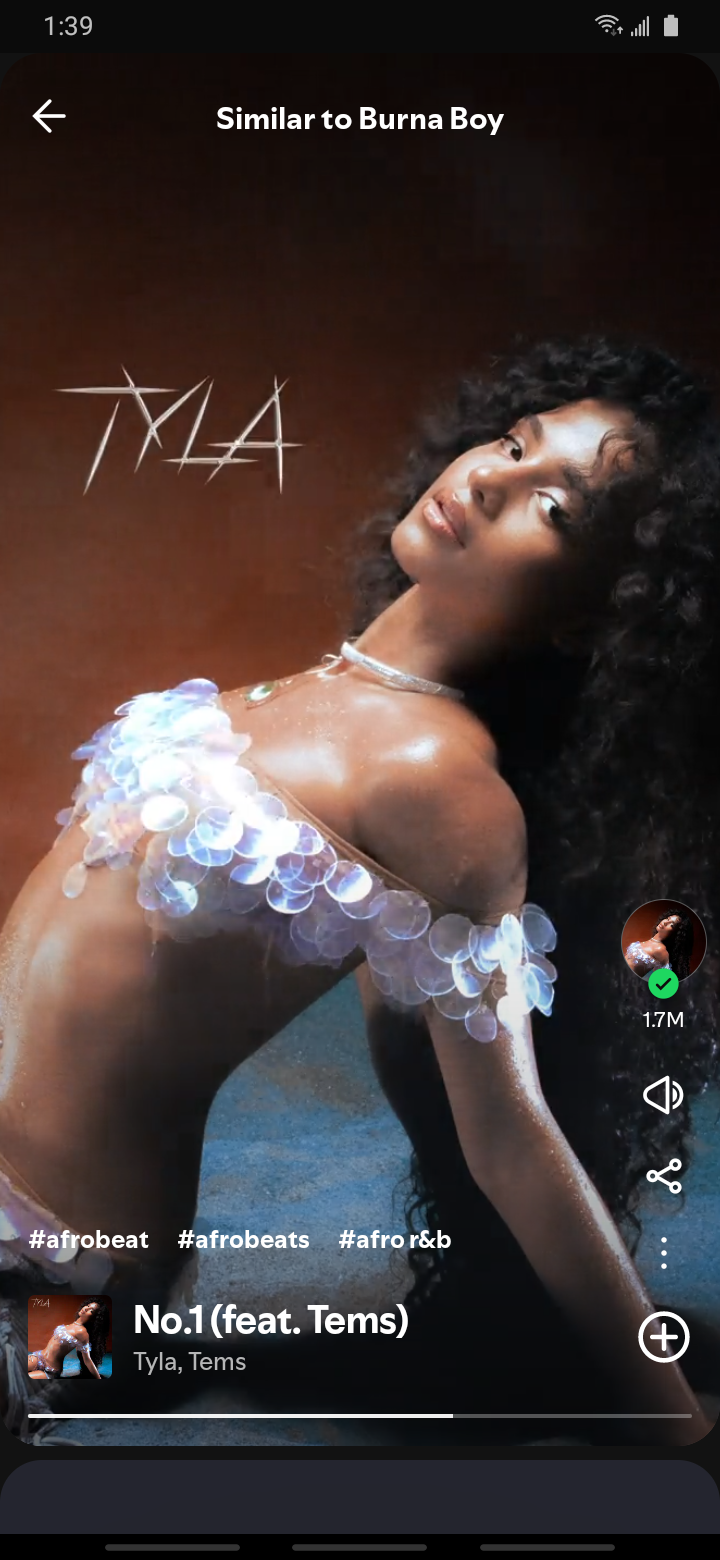 1:39
Similar to Burna Boy
TYLA
1.7M
#afrobeat #afrobeats #afro r&b
TYLA
No.1 (feat. Tems)
Tyla, Tems